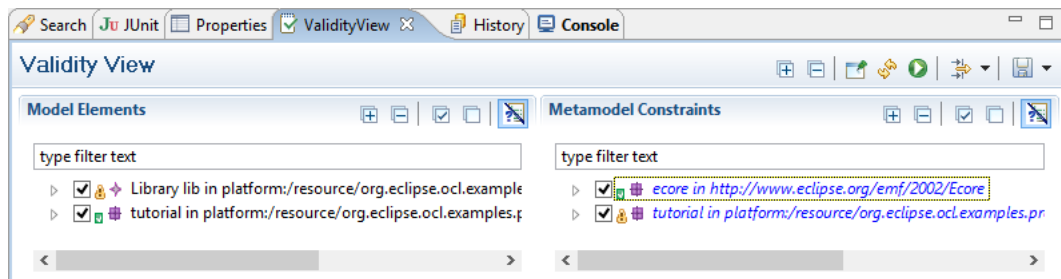 Search JUnit Properties ValidityView History Console
Validity View
Model Elements
type filter text
Library lib in platform:/resource/org.eclipse.ocl.example
tutorial in platform:/resource/org.eclipse.ocl.examples.p
Metamodel Constraints
type filter text
ecore in http://www.eclipse.org/emf/2002/Ecore
tutorial in platform:/resource/org.eclipse.ocl.examples.pr